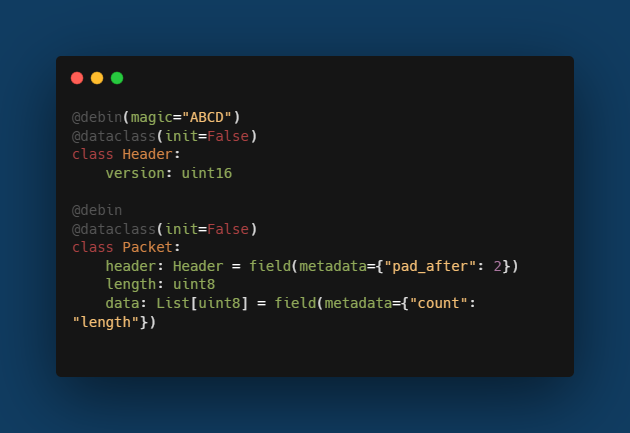 @debin(magic="ABCD")
@dataclass(init=False)
class Header:
    version: uint16

@debin
@dataclass(init=False)
class Packet:
    header: Header = field(metadata={"pad_after": 2})
    length: uint8
    data: List[uint8] = field(metadata={"count":
"length"})